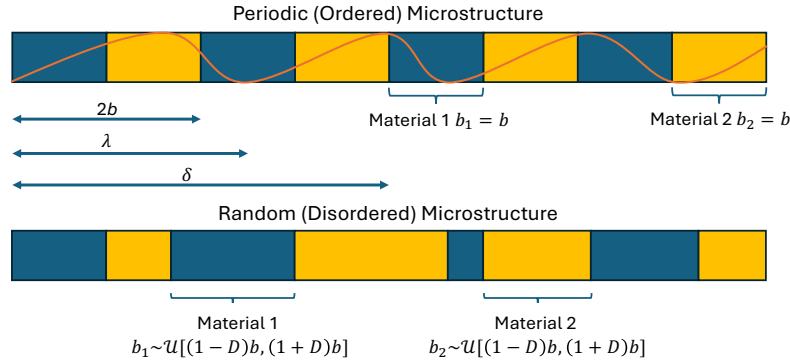 Periodic (Ordered) Microstructure
2b
Material 1 b₁ = b
Material 2 b₂ = b
λ
δ
Random (Disordered) Microstructure
Material 1
b₁~𝒰[(1 − D)b, (1 + D)b]
Material 2
b₂~𝒰[(1 − D)b, (1 + D)b]